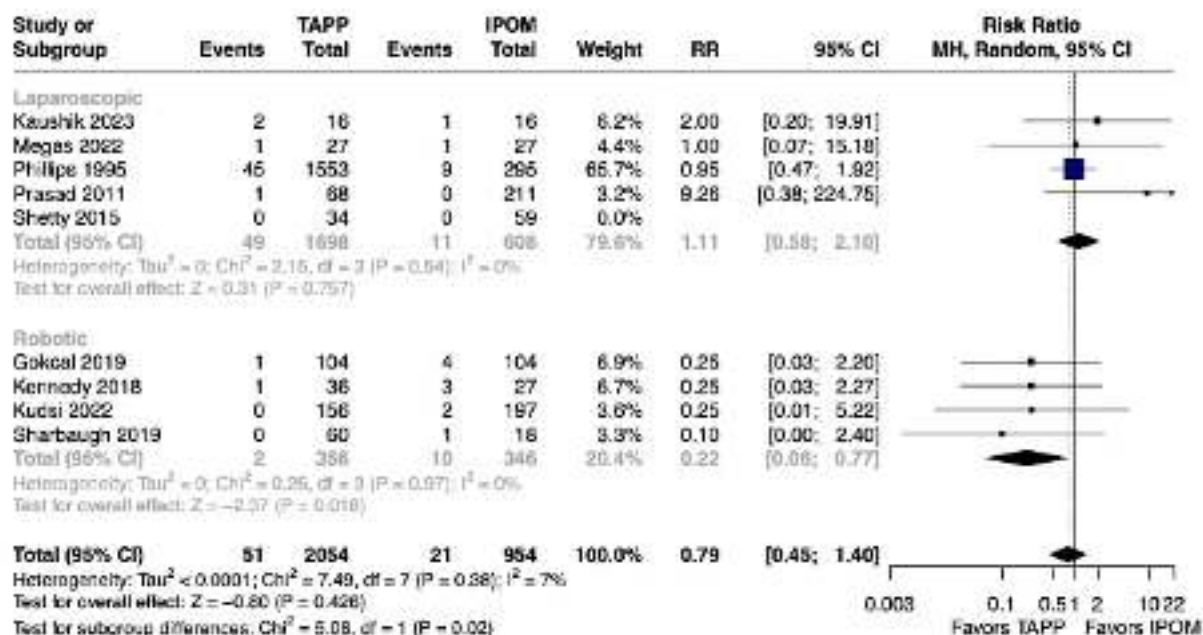 Study or TAPP IPOM Risk Ratio
Subgroup Events Total Events Total Weight RR 95% CI MH, Random, 95% CI
Laparoscopic
Kaushik 2023 2 16 1 16 6.2% 2.00 [0.20; 19.91]
Megas 2022 1 27 1 27 4.4% 1.00 [0.07; 15.18]
Phillips 1995 45 1553 9 295 65.7% 0.95 [0.47; 1.92]
Prasad 2011 1 68 0 211 3.2% 9.26 [0.38; 224.75]
Shetty 2015 0 34 0 59 0.0%
Total (95% CI) 49 1698 11 608 79.6% 1.11 [0.58; 2.10]
Heterogeneity: Tau² = 0; Chi² = 2.15, df = 3 (P = 0.54); I² = 0%
Test for overall effect: Z = 0.31 (P = 0.757)
Robotic
Gokcal 2019 1 104 4 104 6.9% 0.25 [0.03; 2.20]
Kennedy 2018 1 36 3 27 6.7% 0.25 [0.03; 2.27]
Kudsi 2022 0 156 2 197 3.6% 0.25 [0.01; 5.22]
Sharbaugh 2019 0 60 1 18 3.3% 0.10 [0.00; 2.40]
Total (95% CI) 2 356 10 346 20.4% 0.22 [0.06; 0.77]
Heterogeneity: Tau² = 0; Chi² = 0.25, df = 3 (P = 0.97); I² = 0%
Test for overall effect: Z = −2.37 (P = 0.018)
Total (95% CI) 51 2054 21 954 100.0% 0.79 [0.45; 1.40]
Heterogeneity: Tau² < 0.0001; Chi² = 7.49, df = 7 (P = 0.38); I² = 7%
Test for overall effect: Z = −0.80 (P = 0.426)
0.003 0.1 0.5 1 2 10 22
Test for subgroup differences: Chi² = 5.08, df = 1 (P = 0.02) Favors TAPP Favors IPOM